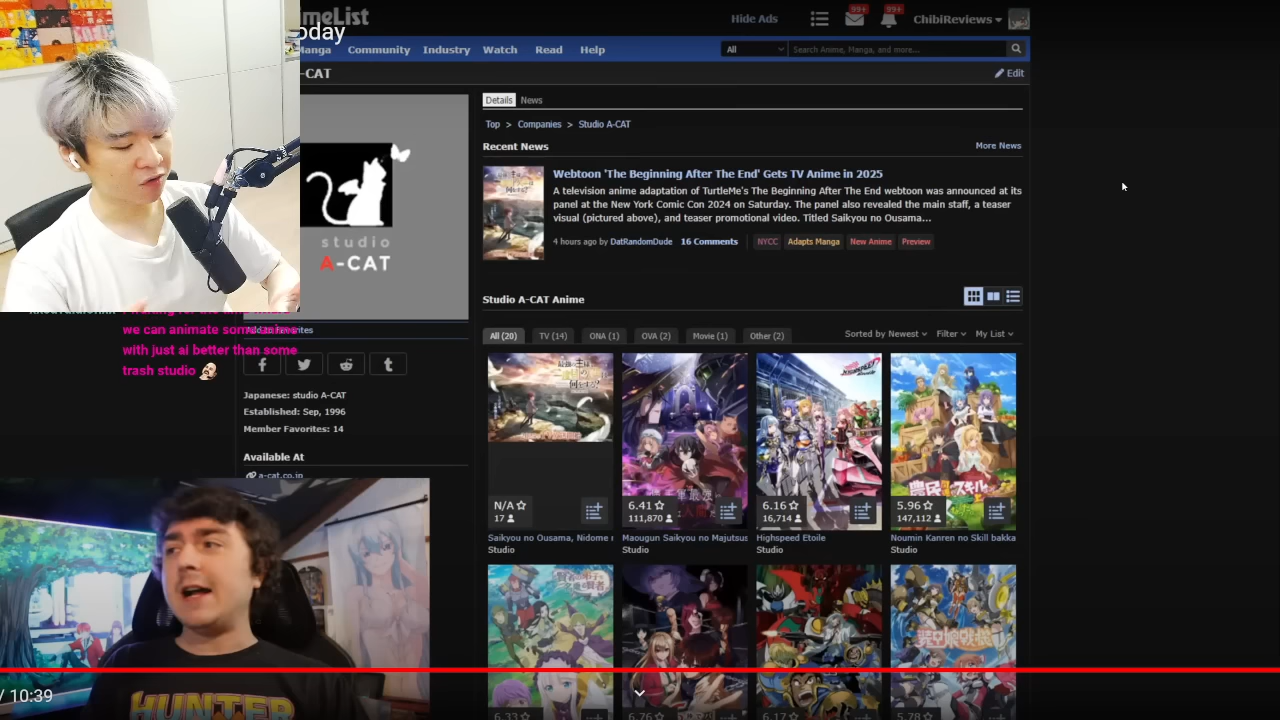 imeList
oday
Hide Ads
99+
99+
ChibiReviews
Manga Community Industry Watch Read Help
All
Search Anime, Manga, and more...
-CAT
Edit
Details News
Top > Companies > Studio A-CAT
Recent News
More News
Webtoon 'The Beginning After The End' Gets TV Anime in 2025
A television anime adaptation of TurtleMe's The Beginning After The End webtoon was announced at its
panel at the New York Comic Con 2024 on Saturday. The panel also revealed the main staff, a teaser
visual (pictured above), and teaser promotional video. Titled Saikyou no Ousama...
4 hours ago by DatRandomDude 16 Comments
NYCC Adapts Manga New Anime Preview
studio
A-CAT
Studio A-CAT Anime
All (20) TV (14) ONA (1) OVA (2) Movie (1) Other (2)
Sorted by Newest Filter My List
we can animate some anime
with just ai better than some
trash studio
Japanese: studio A-CAT
Established: Sep, 1996
Member Favorites: 14
Available At
a-cat.co.jp
N/A
17
6.41
111,870
6.16
16,714
5.96
147,112
Saikyou no Ousama, Nidome
Studio
Maougun Saikyou no Majutsus
Studio
Highspeed Etoile
Studio
Noumin Kanren no Skill bakka
Studio
6.33
6.76
6.17
5.78
HUNTER
/ 10:39